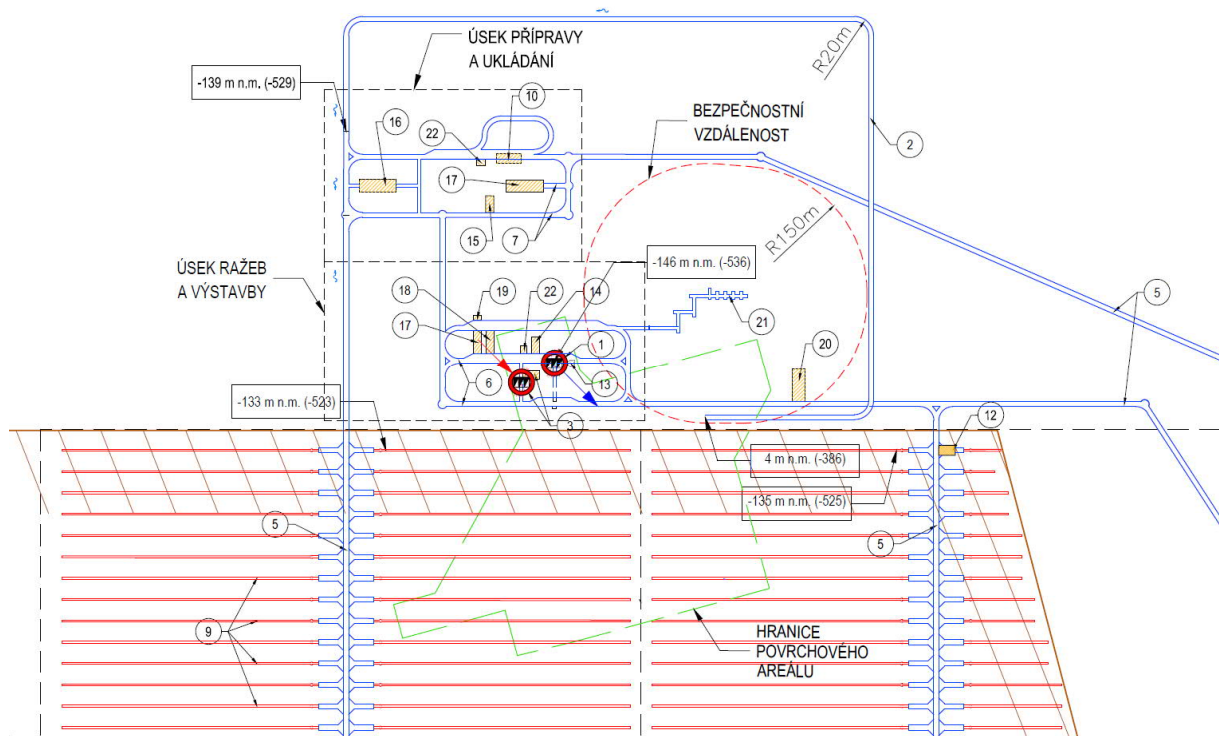 ÚSEK PŘÍPRAVY
A UKLÁDÁNÍ
R20m
-139 m n.m. (-529)
10
BEZPEČNOSTNÍ
VZDÁLENOST
16
22
2
17
15
7
R150m
ÚSEK RAŽEB
A VÝSTAVBY
-146 m n.m. (-536)
18
19
22
14
21
5
17
1
20
6
13
-133 m n.m. (-523)
3
12
4 m n.m. (-386)
-135 m n.m. (-525)
5
5
9
HRANICE
POVRCHOVÉHO
AREÁLU